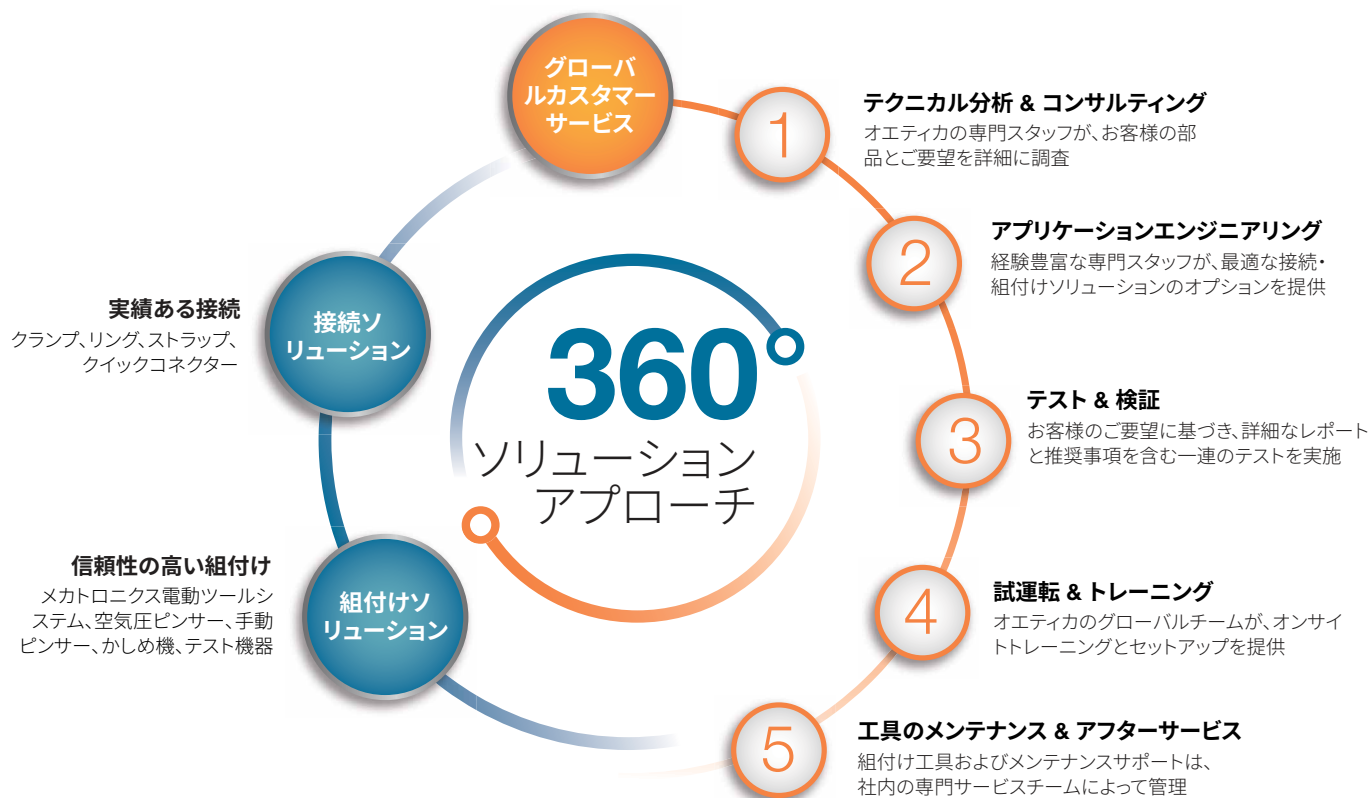 グローバ
ルカスタマー
サービス
1
テクニカル分析 & コンサルティング
オエティカの専門スタッフが、お客様の部
品とご要望を詳細に調査
2
アプリケーションエンジニアリング
経験豊富な専門スタッフが、最適な接続・
組付けソリューションのオプションを提供
実績ある接続
クランプ、リング、ストラップ、
クイックコネクター
接続ソ
リューション
360°
ソリューション
アプローチ
3
テスト & 検証
お客様のご要望に基づき、詳細なレポート
と推奨事項を含む一連のテストを実施
信頼性の高い組付け
メカトロニクス電動ツールシ
ステム、空気圧ピンサー、手動
ピンサー、かしめ機、テスト機器
組付けソ
リューション
4
試運転 & トレーニング
オエティカのグローバルチームが、オンサイ
トトレーニングとセットアップを提供
5
工具のメンテナンス & アフターサービス
組付け工具およびメンテナンスサポートは、
社内の専門サービスチームによって管理